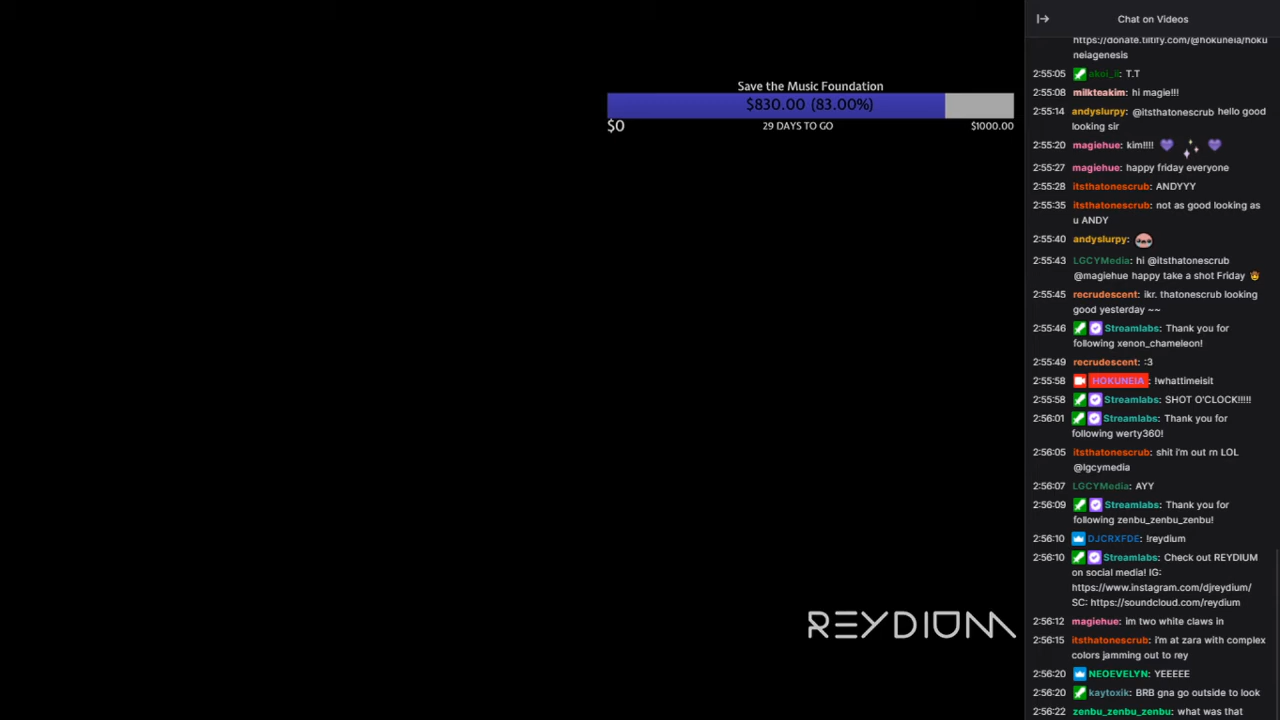 Save the Music Foundation
$830.00 (83.00%)
$0
29 DAYS TO GO
$1000.00
REYDIUM
Chat on Videos
https://donate.tiltify.com/@hokuneia/hoku
neiagenesis
2:55:05 akoi_ii: T.T
2:55:08 milkteakim: hi magie!!!
2:55:14 andyslurpy: @itsthatonescrub hello good
looking sir
2:55:20 magiehue: kim!!!!
2:55:27 magiehue: happy friday everyone
2:55:28 itsthatonescrub: ANDYYY
2:55:35 itsthatonescrub: not as good looking as
u ANDY
2:55:40 andyslurpy:
2:55:43 LGCYMedia: hi @itsthatonescrub
@magiehue happy take a shot Friday
2:55:45 recrudescent: ikr. thatonescrub looking
good yesterday ~~
2:55:46 Streamlabs: Thank you for
following xenon_chameleon!
2:55:49 recrudescent: :3
2:55:58 HOKUNEIA: !whattimeisit
2:55:58 Streamlabs: SHOT O'CLOCK!!!!!
2:56:01 Streamlabs: Thank you for
following werty360!
2:56:05 itsthatonescrub: shit i'm out rn LOL
@lgcymedia
2:56:07 LGCYMedia: AYY
2:56:09 Streamlabs: Thank you for
following zenbu_zenbu_zenbu!
2:56:10 DJCRXFDE: !reydium
2:56:10 Streamlabs: Check out REYDIUM
on social media! IG:
https://www.instagram.com/djreydium/
SC: https://soundcloud.com/reydium
2:56:12 magiehue: im two white claws in
2:56:15 itsthatonescrub: i'm at zara with complex
colors jamming out to rey
2:56:20 NEOEVELYN: YEEEEE
2:56:20 kaytoxik: BRB gna go outside to look
2:56:22 zenbu_zenbu_zenbu: what was that